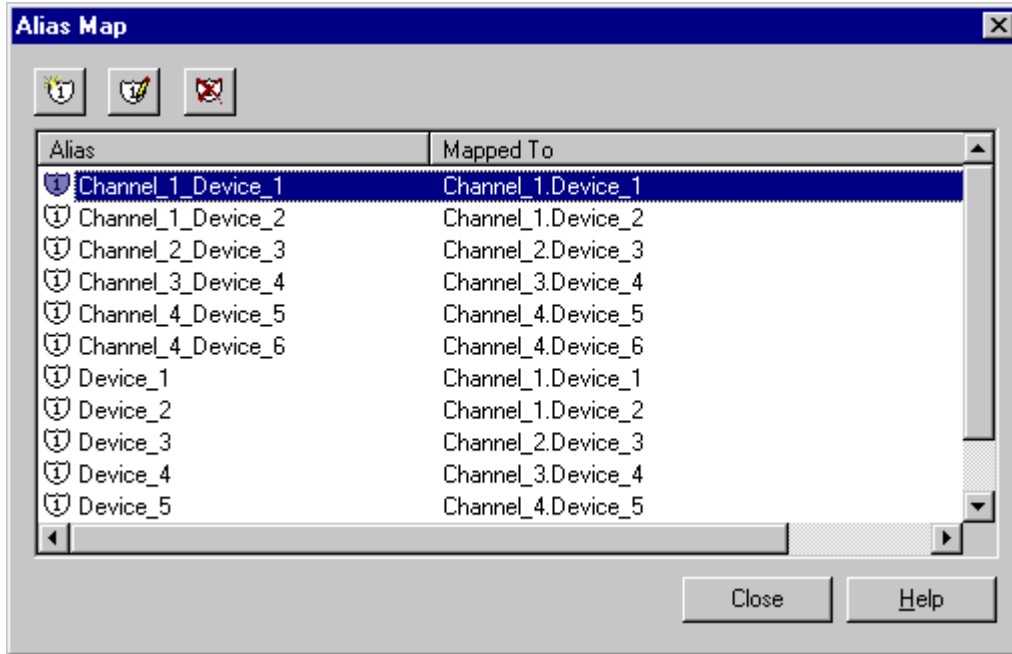 Alias Map
Alias Mapped To
Channel_1_Device_1 Channel_1.Device_1
Channel_1_Device_2 Channel_1.Device_2
Channel_2_Device_3 Channel_2.Device_3
Channel_3_Device_4 Channel_3.Device_4
Channel_4_Device_5 Channel_4.Device_5
Channel_4_Device_6 Channel_4.Device_6
Device_1 Channel_1.Device_1
Device_2 Channel_1.Device_2
Device_3 Channel_2.Device_3
Device_4 Channel_3.Device_4
Device_5 Channel_4.Device_5
Close Help